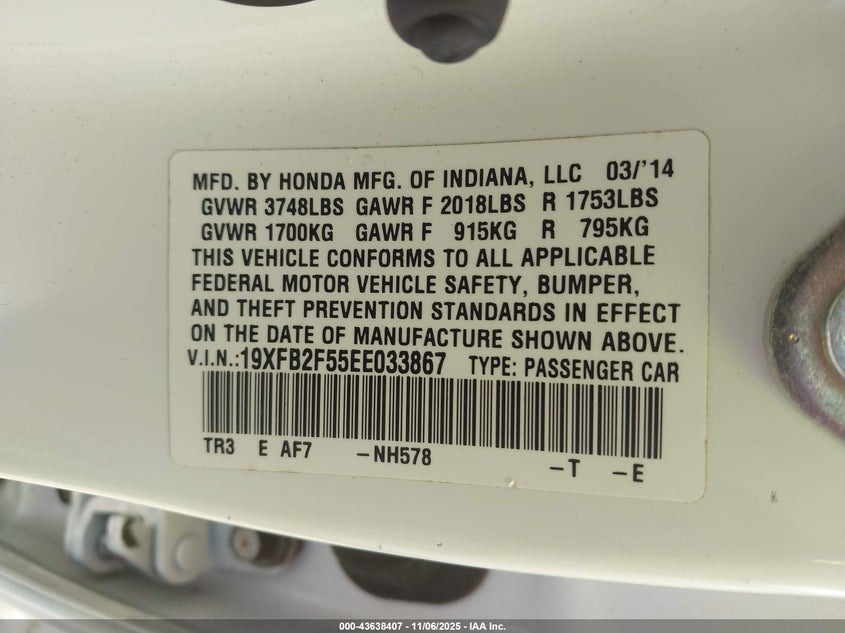 MFD. BY HONDA MFG. OF INDIANA, LLC 03/'14
GVWR 3748LBS GAWR F 2018LBS R 1753LBS
GVWR 1700KG GAWR F 915KG R 795KG
THIS VEHICLE CONFORMS TO ALL APPLICABLE
FEDERAL MOTOR VEHICLE SAFETY, BUMPER,
AND THEFT PREVENTION STANDARDS IN EFFECT
ON THE DATE OF MANUFACTURE SHOWN ABOVE.
V.I.N.:19XFB2F55EE033867 TYPE: PASSENGER CAR
TR3 E AF7 -NH578 -T -E
000-43638407 - 11/06/2025 - IAA Inc.